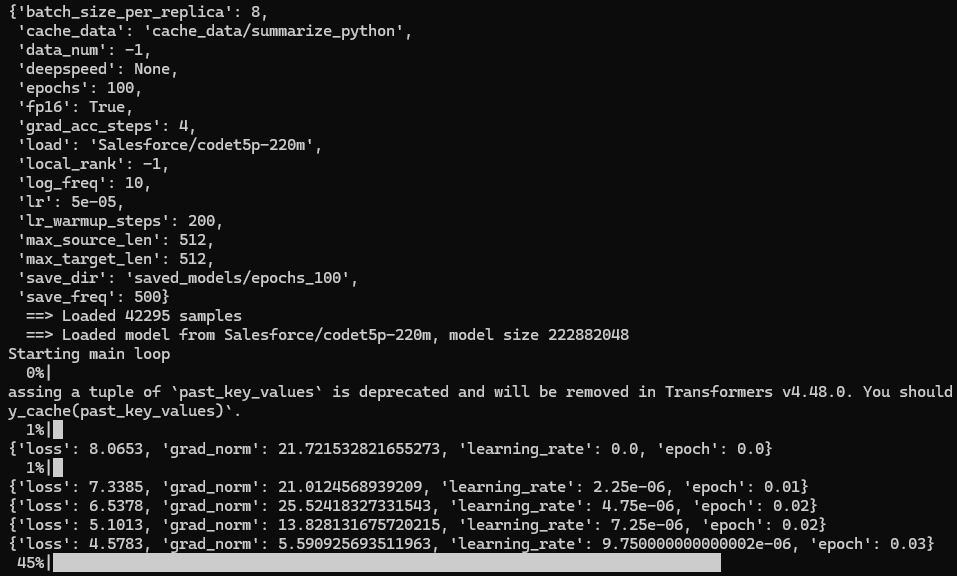 {'batch_size_per_replica': 8,
 'cache_data': 'cache_data/summarize_python',
 'data_num': -1,
 'deepspeed': None,
 'epochs': 100,
 'fp16': True,
 'grad_acc_steps': 4,
 'load': 'Salesforce/codet5p-220m',
 'local_rank': -1,
 'log_freq': 10,
 'lr': 5e-05,
 'lr_warmup_steps': 200,
 'max_source_len': 512,
 'max_target_len': 512,
 'save_dir': 'saved_models/epochs_100',
 'save_freq': 500}
  ==> Loaded 42295 samples
  ==> Loaded model from Salesforce/codet5p-220m, model size 222882048
Starting main loop
  0%|
assing a tuple of `past_key_values` is deprecated and will be removed in Transformers v4.48.0. You should
y_cache(past_key_values)`.
  1%|
{'loss': 8.0653, 'grad_norm': 21.721532821655273, 'learning_rate': 0.0, 'epoch': 0.0}
  1%|
{'loss': 7.3385, 'grad_norm': 21.0124568939209, 'learning_rate': 2.25e-06, 'epoch': 0.01}
{'loss': 6.5378, 'grad_norm': 25.52418327331543, 'learning_rate': 4.75e-06, 'epoch': 0.02}
{'loss': 5.1013, 'grad_norm': 13.828131675720215, 'learning_rate': 7.25e-06, 'epoch': 0.02}
{'loss': 4.5783, 'grad_norm': 5.590925693511963, 'learning_rate': 9.750000000000002e-06, 'epoch': 0.03}
 45%|